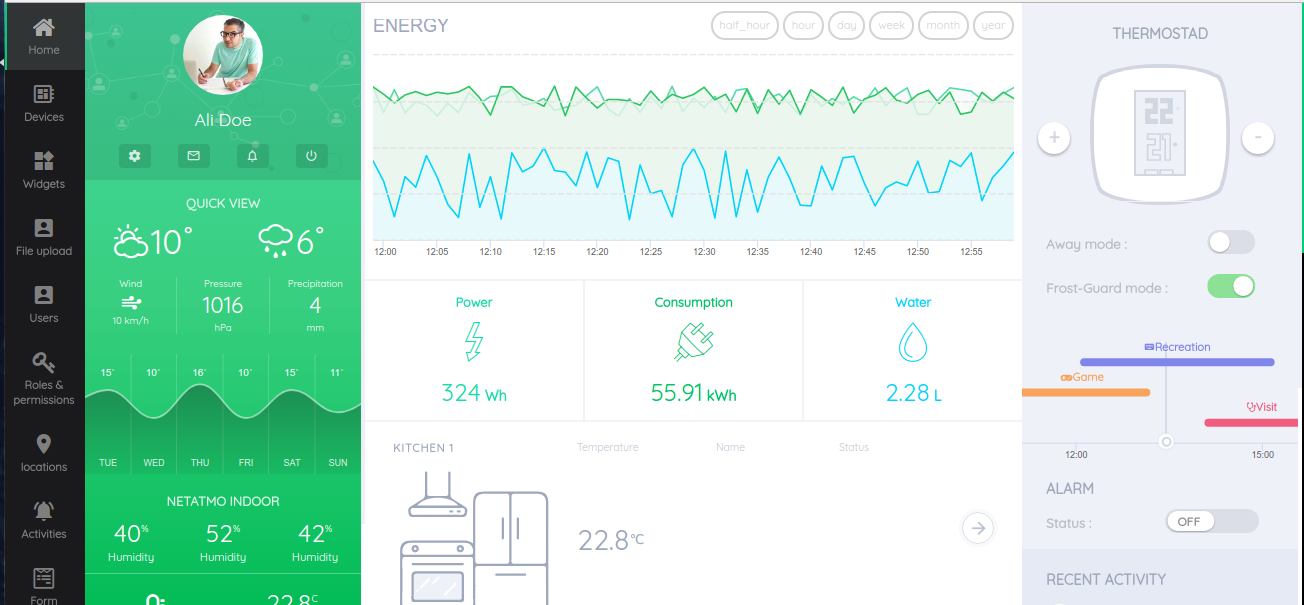 Home
Devices
Widgets
File upload
Users
Roles &
permissions
locations
Activities
Form
Ali Doe
QUICK VIEW
10° 6°
Wind Pressure Precipitation
10 km/h 1016 hPa 4 mm
15° 10° 16° 10° 15° 11°
TUE WED THU FRI SAT SUN
NETATMO INDOOR
40% 52% 42%
Humidity Humidity Humidity
22.8°C
ENERGY
half_hour hour day week month year
12:00 12:05 12:10 12:15 12:20 12:25 12:30 12:35 12:40 12:45 12:50 12:55
Power Consumption Water
324 Wh 55.91 kWh 2.28 L
KITCHEN 1 Temperature Name Status
22.8°C
THERMOSTAD
+ 22 -
21
Away mode :
Frost-Guard mode :
Recreation
Game
Visit
12:00 15:00
ALARM
Status : OFF
RECENT ACTIVITY